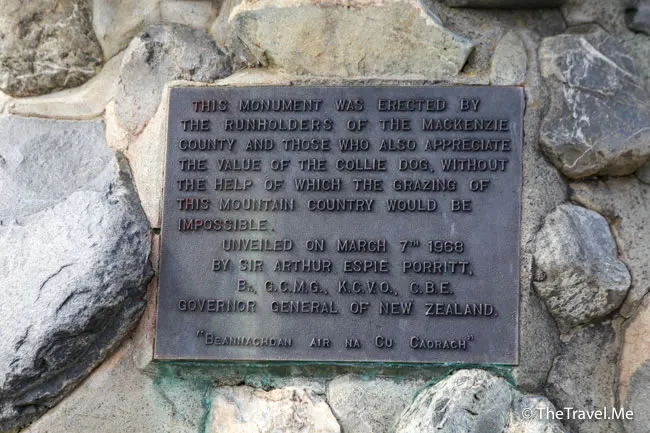 THIS MONUMENT WAS ERECTED BY
THE RUNHOLDERS OF THE MACKENZIE
COUNTY AND THOSE WHO ALSO APPRECIATE
THE VALUE OF THE COLLIE DOG, WITHOUT
THE HELP OF WHICH THE GRAZING OF
THIS MOUNTAIN COUNTRY WOULD BE
IMPOSSIBLE.
UNVEILED ON MARCH 7TH 1968
BY SIR ARTHUR ESPIE PORRITT,
BT., G.C.M.G., K.C.V.O., C.B.E.
GOVERNOR GENERAL OF NEW ZEALAND.
"BEANNACHDAN AIR NA CU CAORACH"
©TheTravel.Me